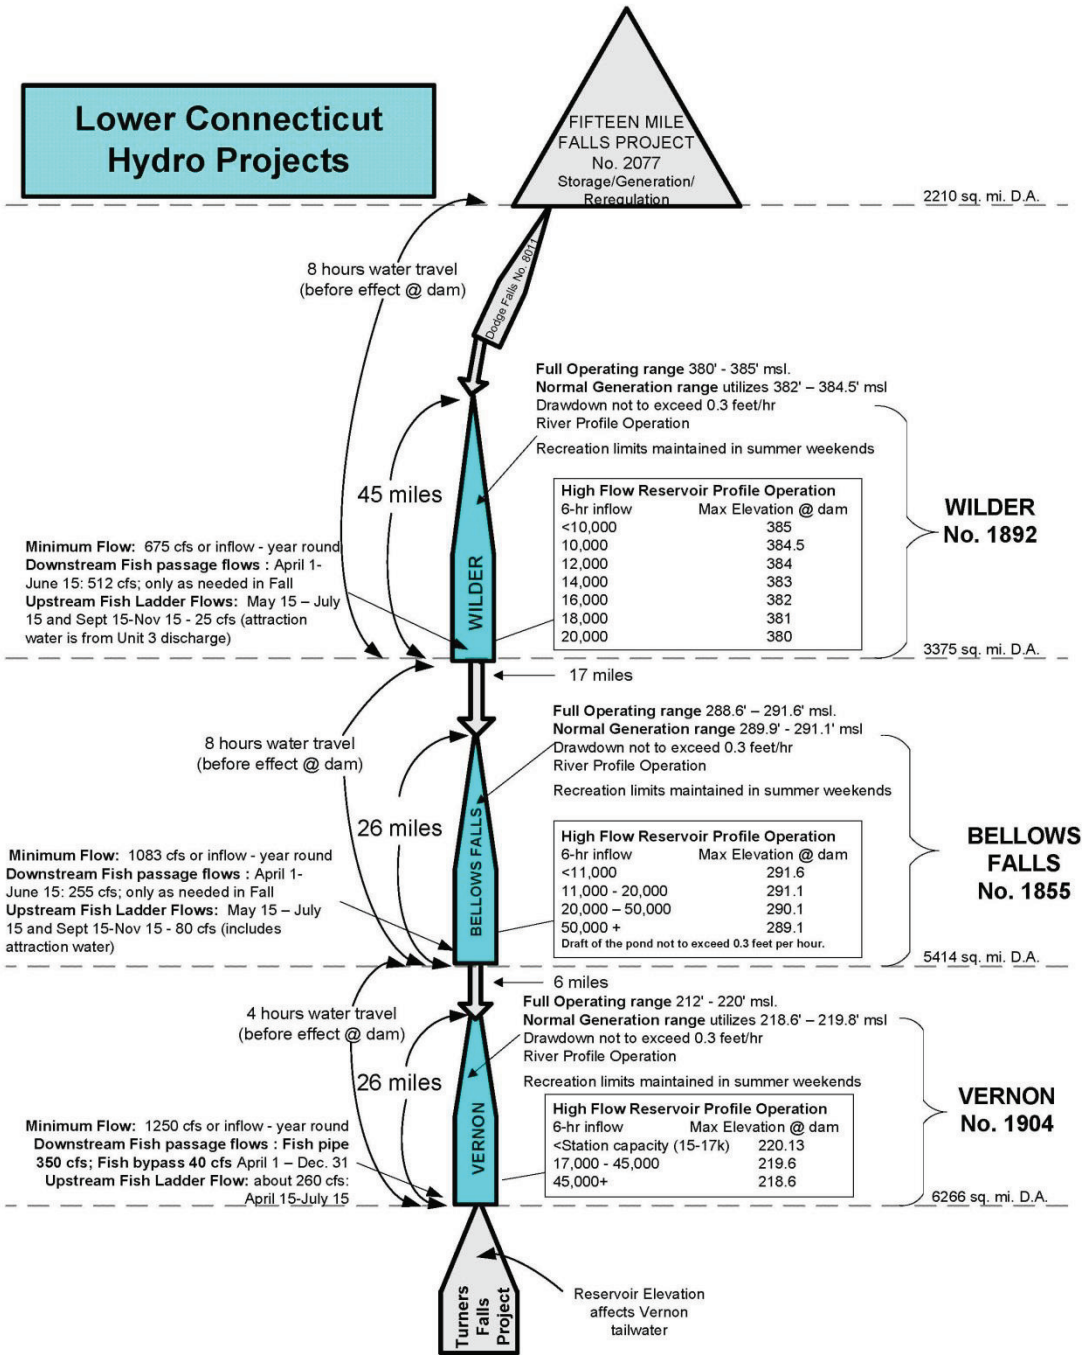 Lower Connecticut
Hydro Projects
FIFTEEN MILE
FALLS PROJECT
No. 2077
Storage/Generation/
Reregulation
2210 sq. mi. D.A.
Dodge Falls No. 8011
8 hours water travel
(before effect @ dam)
Full Operating range 380' - 385' msl.
Normal Generation range utilizes 382' – 384.5' msl
Drawdown not to exceed 0.3 feet/hr
River Profile Operation
Recreation limits maintained in summer weekends
45 miles
High Flow Reservoir Profile Operation
6-hr inflow Max Elevation @ dam
<10,000 385
10,000 384.5
12,000 384
14,000 383
16,000 382
18,000 381
20,000 380
WILDER
No. 1892
Minimum Flow: 675 cfs or inflow - year round
Downstream Fish passage flows : April 1-
June 15: 512 cfs; only as needed in Fall
Upstream Fish Ladder Flows: May 15 – July
15 and Sept 15-Nov 15 - 25 cfs (attraction
water is from Unit 3 discharge)
WILDER
3375 sq. mi. D.A.
17 miles
8 hours water travel
(before effect @ dam)
Full Operating range 288.6' – 291.6' msl.
Normal Generation range 289.9' - 291.1' msl
Drawdown not to exceed 0.3 feet/hr
River Profile Operation
Recreation limits maintained in summer weekends
26 miles
BELLOWS FALLS
High Flow Reservoir Profile Operation
6-hr inflow Max Elevation @ dam
<11,000 291.6
11,000 - 20,000 291.1
20,000 – 50,000 290.1
50,000 + 289.1
Draft of the pond not to exceed 0.3 feet per hour.
BELLOWS
FALLS
No. 1855
Minimum Flow: 1083 cfs or inflow - year round
Downstream Fish passage flows : April 1-
June 15: 255 cfs; only as needed in Fall
Upstream Fish Ladder Flows: May 15 – July
15 and Sept 15-Nov 15 - 80 cfs (includes
attraction water)
5414 sq. mi. D.A.
6 miles
4 hours water travel
(before effect @ dam)
Full Operating range 212' - 220' msl.
Normal Generation range utilizes 218.6' – 219.8' msl
Drawdown not to exceed 0.3 feet/hr
River Profile Operation
Recreation limits maintained in summer weekends
26 miles
VERNON
High Flow Reservoir Profile Operation
6-hr inflow Max Elevation @ dam
<Station capacity (15-17k) 220.13
17,000 - 45,000 219.6
45,000+ 218.6
VERNON
No. 1904
Minimum Flow: 1250 cfs or inflow - year round
Downstream Fish passage flows : Fish pipe
350 cfs; Fish bypass 40 cfs April 1 – Dec. 31
Upstream Fish Ladder Flow: about 260 cfs:
April 15-July 15
6266 sq. mi. D.A.
Turners
Falls
Project
Reservoir Elevation
affects Vernon
tailwater